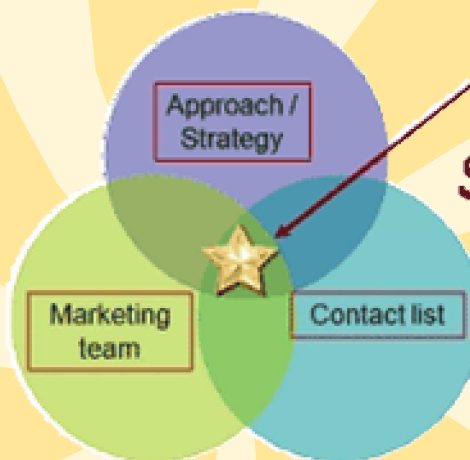 Approach /
Strategy
S
Marketing
team
Contact list